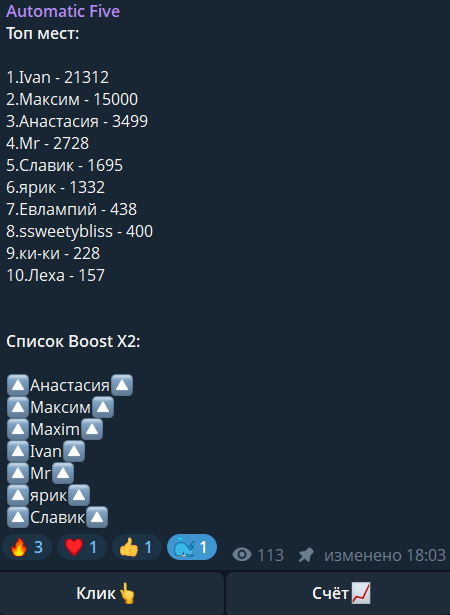 Automatic Five
Топ мест:
1.Ivan - 21312
2.Максим - 15000
3.Анастасия - 3499
4.Mr - 2728
5.Славик - 1695
6.ярик - 1332
7.Евлампий - 438
8.ssweetybliss - 400
9.ки-ки - 228
10.Леха - 157
Список Boost X2:
🔼Анастасия🔼
🔼Максим🔼
🔼Maxim🔼
🔼Ivan🔼
🔼Mr🔼
🔼ярик🔼
🔼Славик🔼
🔥 3 ❤️ 1 👍 1 🐳 1 113 изменено 18:03
Клик👆 Счёт📈